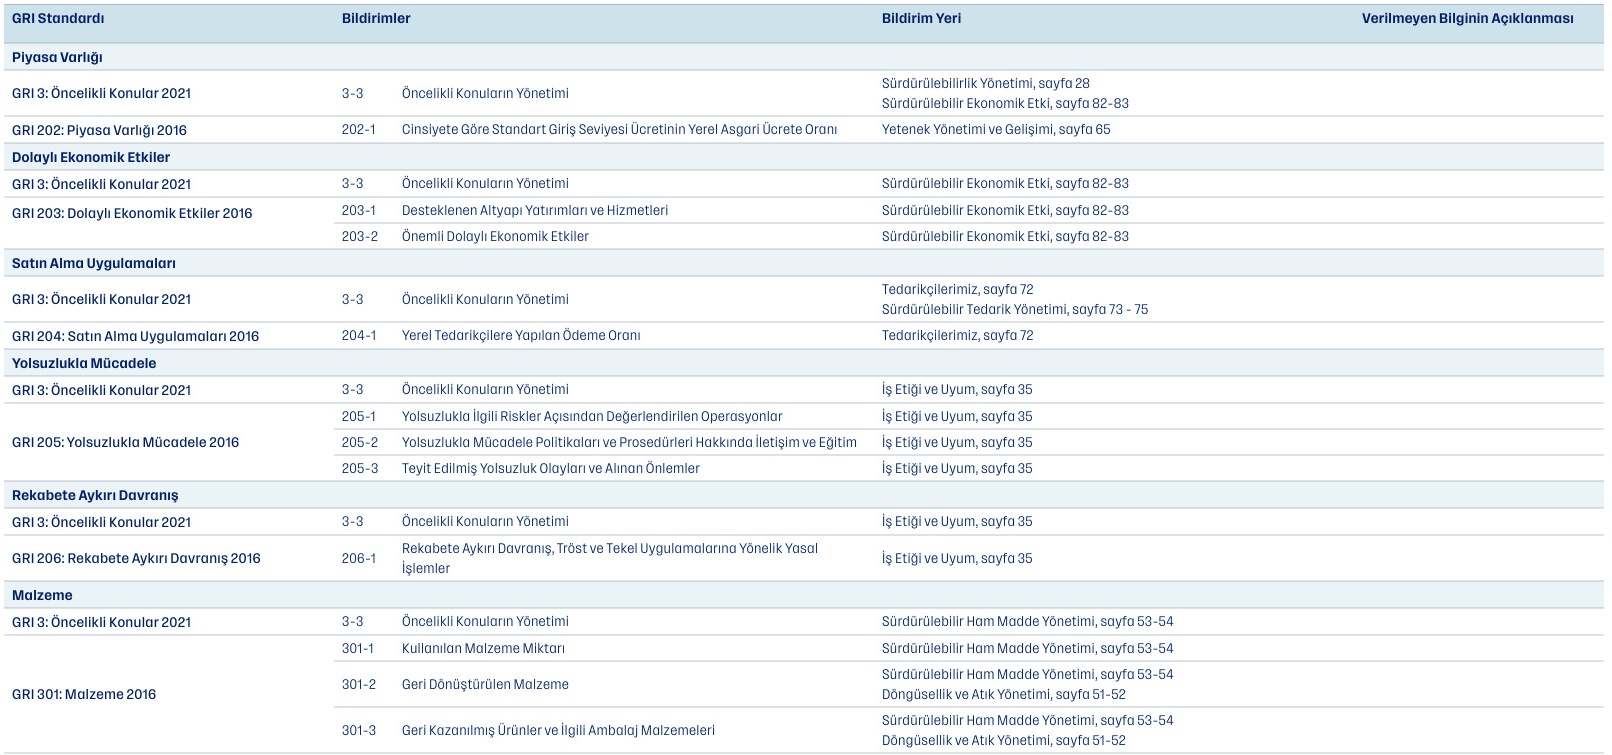 GRI Standardı Bildirimler Bildirim Yeri Verilmeyen Bilginin Açıklanması
Piyasa Varlığı
GRI 3: Öncelikli Konular 2021 3-3 Öncelikli Konuların Yönetimi Sürdürülebilirlik Yönetimi, sayfa 28
Sürdürülebilir Ekonomik Etki, sayfa 82-83
GRI 202: Piyasa Varlığı 2016 202-1 Cinsiyete Göre Standart Giriş Seviyesi Ücretinin Yerel Asgari Ücrete Oranı Yetenek Yönetimi ve Gelişimi, sayfa 65
Dolaylı Ekonomik Etkiler
GRI 3: Öncelikli Konular 2021 3-3 Öncelikli Konuların Yönetimi Sürdürülebilir Ekonomik Etki, sayfa 82-83
GRI 203: Dolaylı Ekonomik Etkiler 2016 203-1 Desteklenen Altyapı Yatırımları ve Hizmetleri Sürdürülebilir Ekonomik Etki, sayfa 82-83
203-2 Önemli Dolaylı Ekonomik Etkiler Sürdürülebilir Ekonomik Etki, sayfa 82-83
Satın Alma Uygulamaları
GRI 3: Öncelikli Konular 2021 3-3 Öncelikli Konuların Yönetimi Tedarikçilerimiz, sayfa 72
Sürdürülebilir Tedarik Yönetimi, sayfa 73 - 75
GRI 204: Satın Alma Uygulamaları 2016 204-1 Yerel Tedarikçilere Yapılan Ödeme Oranı Tedarikçilerimiz, sayfa 72
Yolsuzlukla Mücadele
GRI 3: Öncelikli Konular 2021 3-3 Öncelikli Konuların Yönetimi İş Etiği ve Uyum, sayfa 35
205-1 Yolsuzlukla İlgili Riskler Açısından Değerlendirilen Operasyonlar İş Etiği ve Uyum, sayfa 35
GRI 205: Yolsuzlukla Mücadele 2016 205-2 Yolsuzlukla Mücadele Politikaları ve Prosedürleri Hakkında İletişim ve Eğitim İş Etiği ve Uyum, sayfa 35
205-3 Teyit Edilmiş Yolsuzluk Olayları ve Alınan Önlemler İş Etiği ve Uyum, sayfa 35
Rekabete Aykırı Davranış
GRI 3: Öncelikli Konular 2021 3-3 Öncelikli Konuların Yönetimi İş Etiği ve Uyum, sayfa 35
GRI 206: Rekabete Aykırı Davranış 2016 206-1 Rekabete Aykırı Davranış, Tröst ve Tekel Uygulamalarına Yönelik Yasal
İşlemler İş Etiği ve Uyum, sayfa 35
Malzeme
GRI 3: Öncelikli Konular 2021 3-3 Öncelikli Konuların Yönetimi Sürdürülebilir Ham Madde Yönetimi, sayfa 53-54
301-1 Kullanılan Malzeme Miktarı Sürdürülebilir Ham Madde Yönetimi, sayfa 53-54
GRI 301: Malzeme 2016 301-2 Geri Dönüştürülen Malzeme Sürdürülebilir Ham Madde Yönetimi, sayfa 53-54
Döngüsellik ve Atık Yönetimi, sayfa 51-52
301-3 Geri Kazanılmış Ürünler ve İlgili Ambalaj Malzemeleri Sürdürülebilir Ham Madde Yönetimi, sayfa 53-54
Döngüsellik ve Atık Yönetimi, sayfa 51-52